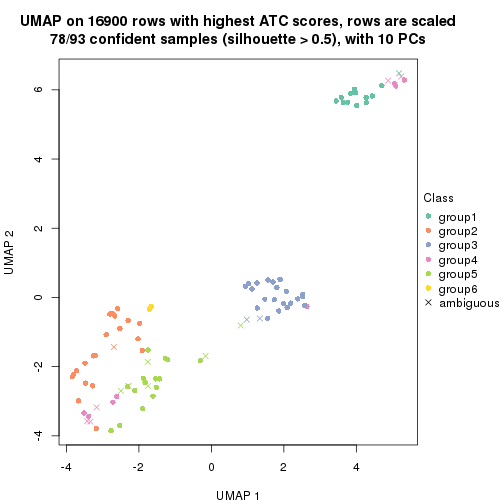 UMAP on 16900 rows with highest ATC scores, rows are scaled
78/93 confident samples (silhouette > 0.5), with 10 PCs
6
4
2
0
-2
-4
UMAP 2
-4
-2
0
2
4
UMAP 1
Class
group1
group2
group3
group4
group5
group6
ambiguous